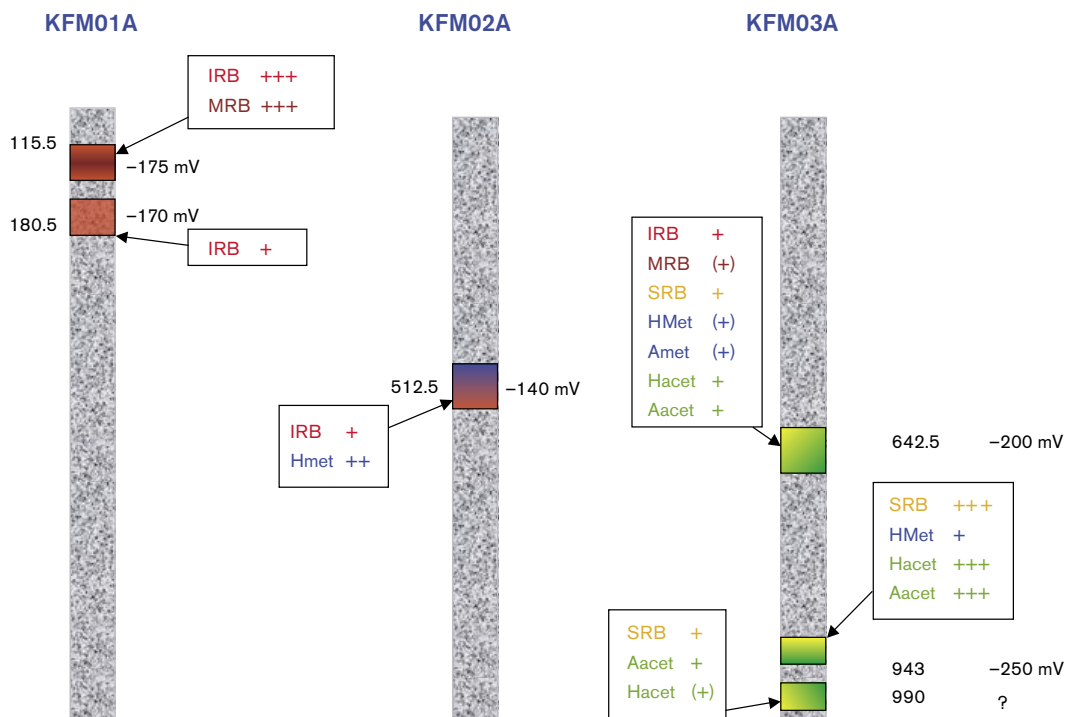 KFM01A
KFM02A
KFM03A
IRB +++
MRB +++
115.5
−175 mV
180.5
−170 mV
IRB +
512.5
−140 mV
IRB +
Hmet ++
IRB +
MRB (+)
SRB +
HMet (+)
Amet (+)
Hacet +
Aacet +
642.5 −200 mV
SRB +++
HMet +
Hacet +++
Aacet +++
SRB +
Aacet +
Hacet (+)
943 −250 mV
990 ?